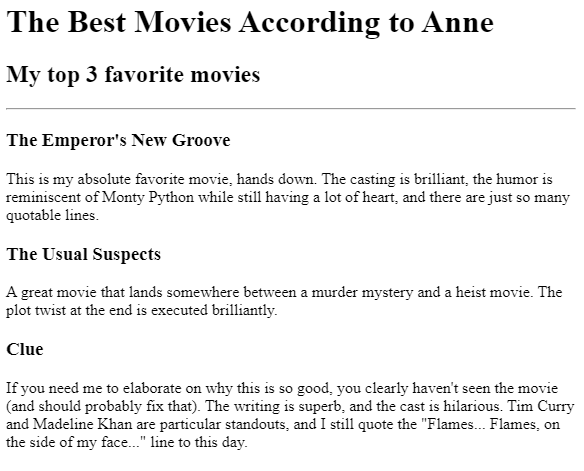 The Best Movies According to Anne
My top 3 favorite movies
The Emperor's New Groove
This is my absolute favorite movie, hands down. The casting is brilliant, the humor is
reminiscent of Monty Python while still having a lot of heart, and there are just so many
quotable lines.
The Usual Suspects
A great movie that lands somewhere between a murder mystery and a heist movie. The
plot twist at the end is executed brilliantly.
Clue
If you need me to elaborate on why this is so good, you clearly haven't seen the movie
(and should probably fix that). The writing is superb, and the cast is hilarious. Tim Curry
and Madeline Khan are particular standouts, and I still quote the "Flames... Flames, on
the side of my face..." line to this day.